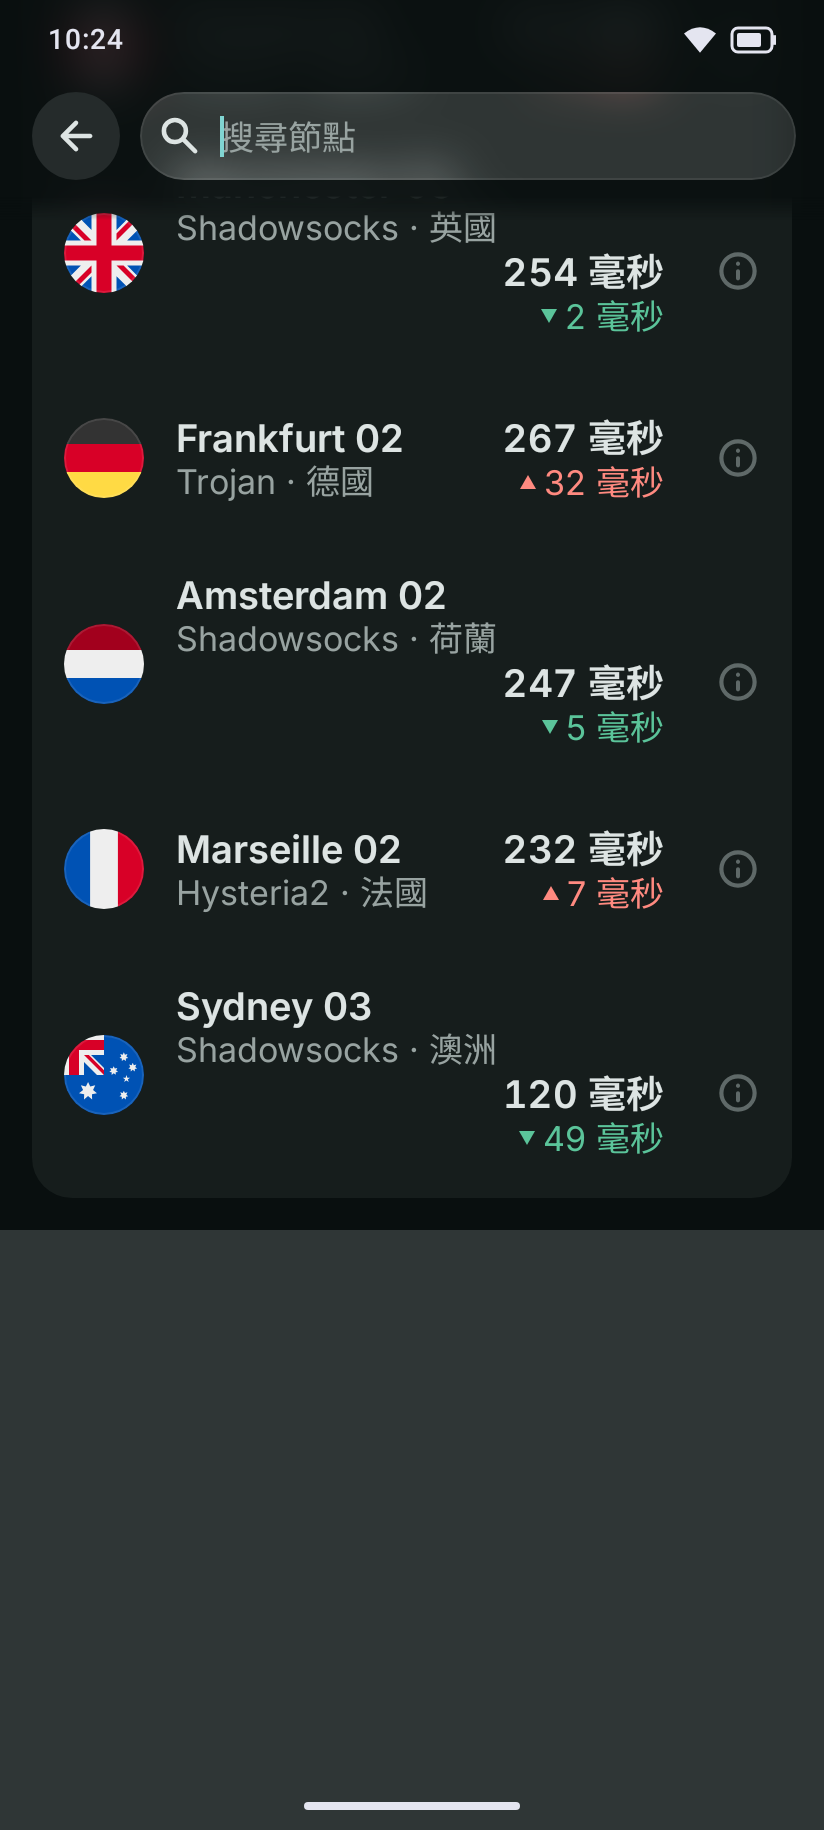 10:24
搜尋節點
Shadowsocks · 英國
254 毫秒
▼2 毫秒
Frankfurt 02
267 毫秒
Trojan · 德國
▲32 毫秒
Amsterdam 02
Shadowsocks · 荷蘭
247 毫秒
▼5 毫秒
Marseille 02
232 毫秒
Hysteria2 · 法國
▲7 毫秒
Sydney 03
Shadowsocks · 澳洲
120 毫秒
▼49 毫秒